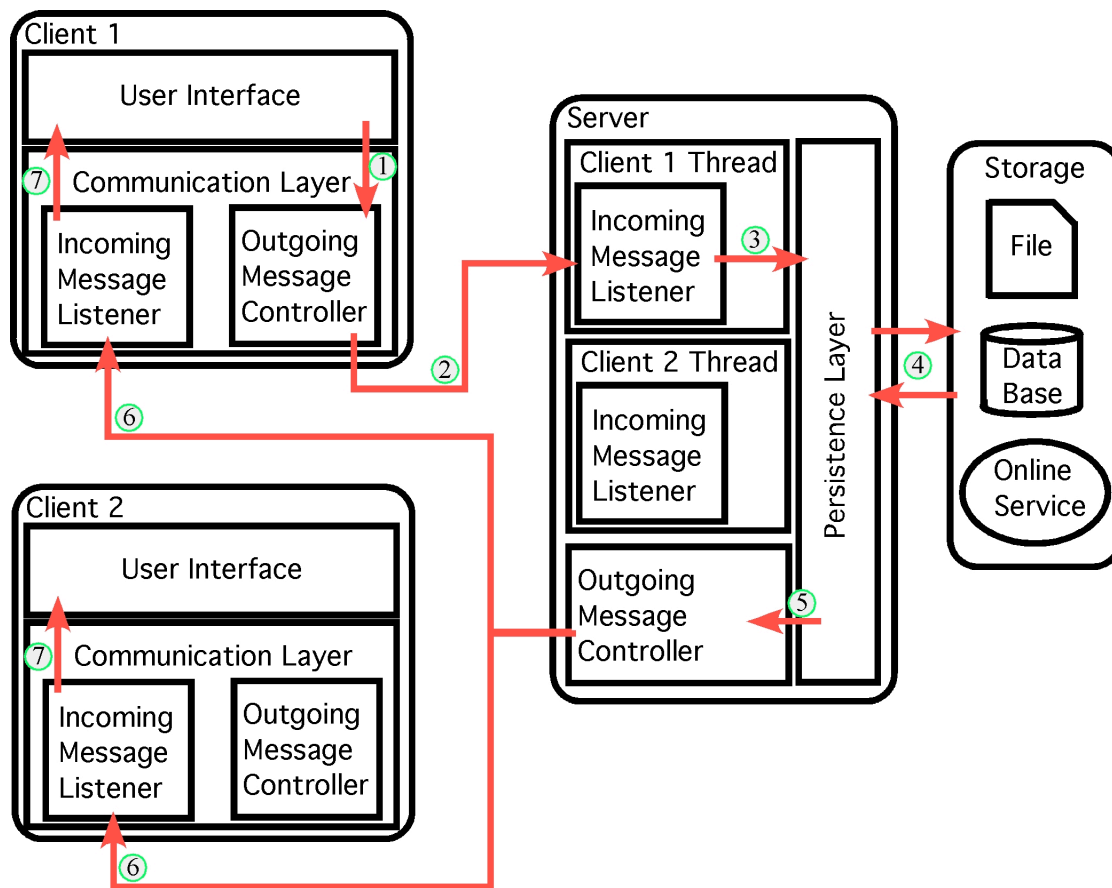 Client 1
User Interface
1
7
Communication Layer
Incoming
Message
Listener
Outgoing
Message
Controller
2
6
Client 2
User Interface
7
Communication Layer
Incoming
Message
Listener
Outgoing
Message
Controller
6
Server
Client 1 Thread
Incoming
Message
Listener
3
Client 2 Thread
Incoming
Message
Listener
Outgoing
Message
Controller
5
Persistence Layer
4
Storage
File
Data
Base
Online
Service